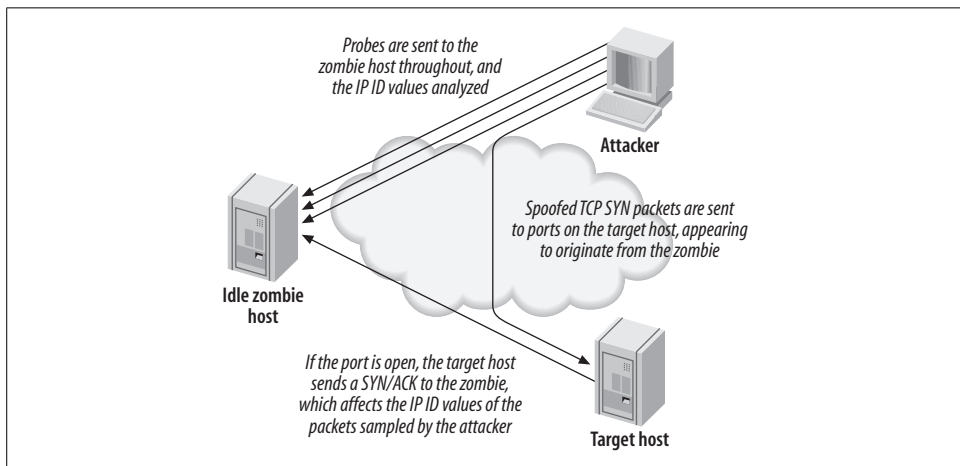 Probes are sent to the
zombie host throughout, and
the IP ID values analyzed
Attacker
Spoofed TCP SYN packets are sent
to ports on the target host, appearing
to originate from the zombie
Idle zombie
host
If the port is open, the target host
sends a SYN/ACK to the zombie,
which affects the IP ID values of the
packets sampled by the attacker
Target host